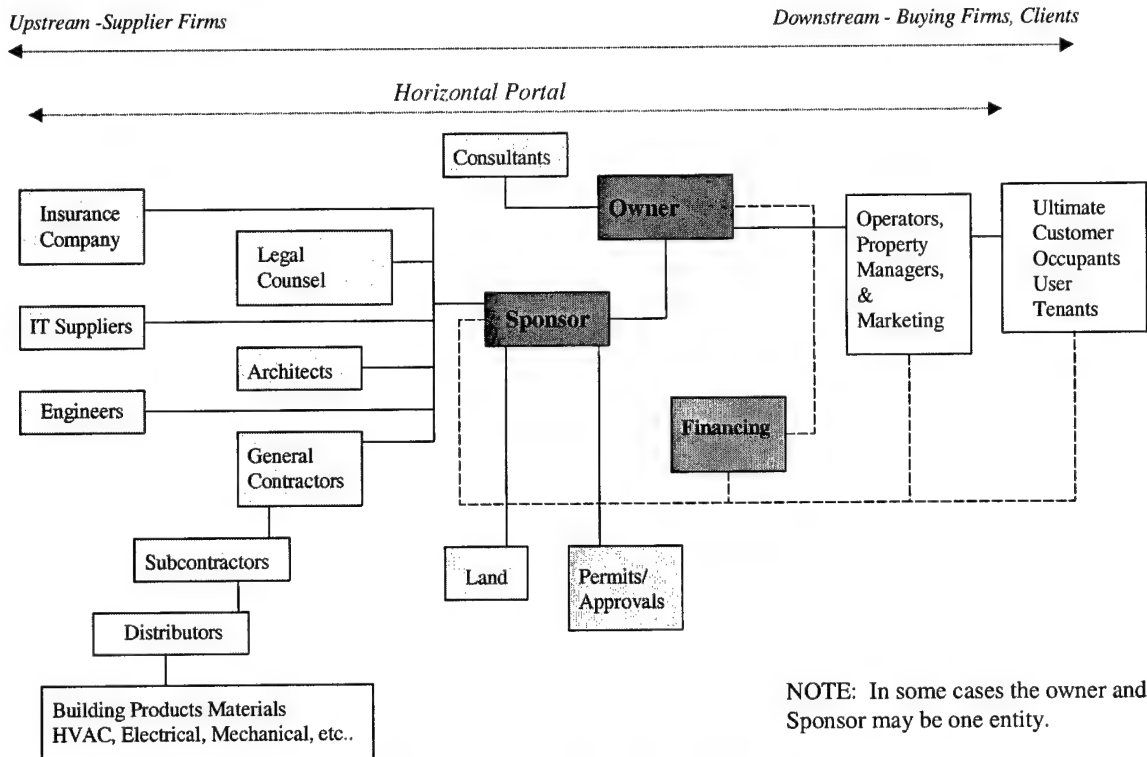 Upstream -Supplier Firms
Downstream - Buying Firms, Clients
Horizontal Portal
Consultants
Owner
Insurance
Company
Legal
Counsel
Operators,
Property
Managers,
&
Marketing
Ultimate
Customer
Occupants
User
Tenants
IT Suppliers
Sponsor
Architects
Engineers
Financing
General
Contractors
Subcontractors
Land
Permits/
Approvals
Distributors
Building Products Materials
HVAC, Electrical, Mechanical, etc..
NOTE: In some cases the owner and
Sponsor may be one entity.